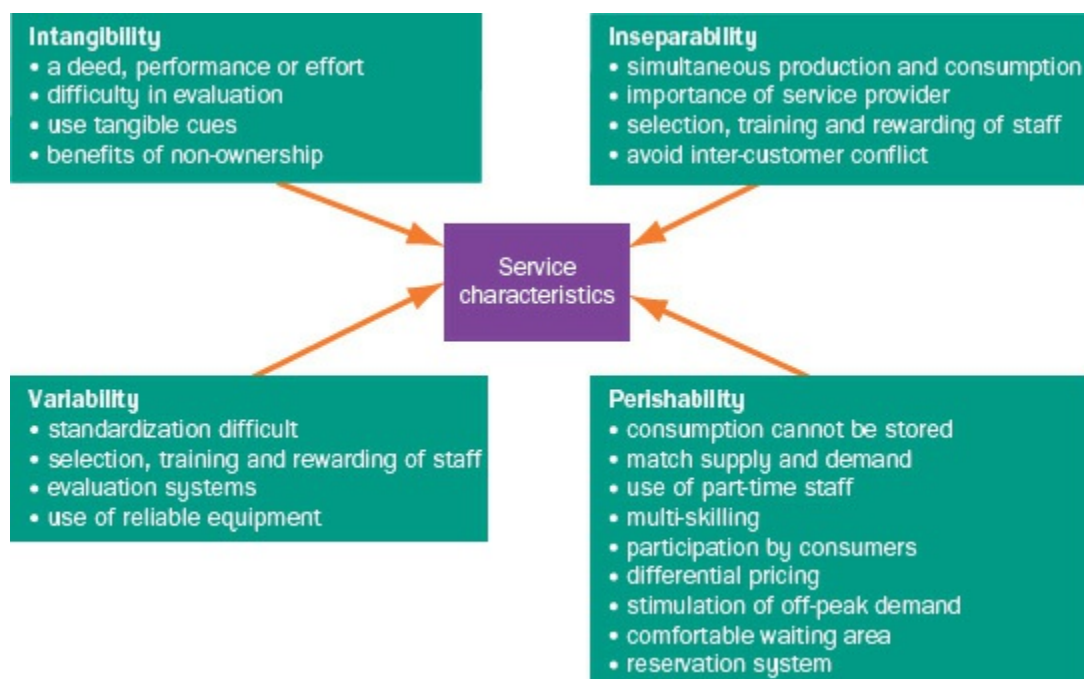 Intangibility
• a deed, performance or effort
• difficulty in evaluation
• use tangible cues
• benefits of non-ownership
Inseparability
• simultaneous production and consumption
• importance of service provider
• selection, training and rewarding of staff
• avoid inter-customer conflict
Service
characteristics
Variability
• standardization difficult
• selection, training and rewarding of staff
• evaluation systems
• use of reliable equipment
Perishability
• consumption cannot be stored
• match supply and demand
• use of part-time staff
• multi-skilling
• participation by consumers
• differential pricing
• stimulation of off-peak demand
• comfortable waiting area
• reservation system